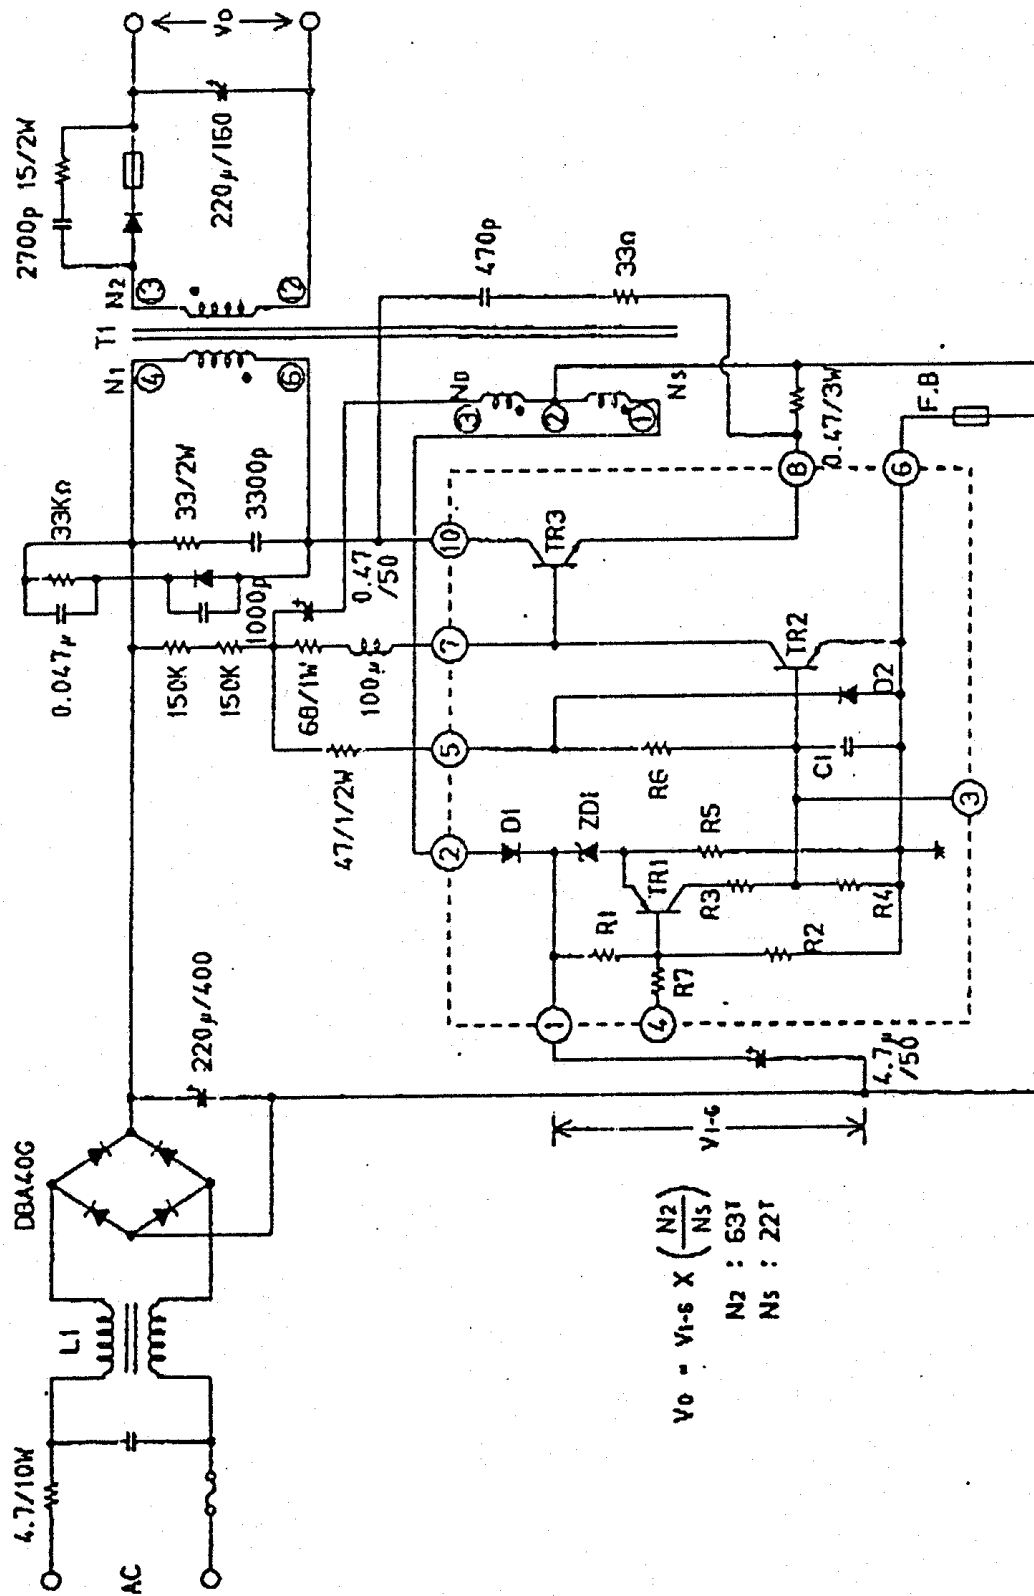 AC
4.7/10W
L1
DBA40G
220μ/400
0.047μ
33KΩ
150K
150K
1000p
33/2W
3300p
68/1W
100μ
0.47
/50
47/1/2W
N1
T1
N2
4
6
13
12
2700p
15/2W
220μ/160
Vo
470p
33Ω
ND
3
2
1
Ns
0.47/3W
F.B
10
7
5
2
1
4
3
8
6
TR3
TR2
D2
C1
R6
D1
ZD1
R5
TR1
R3
R4
R1
R7
R2
4.7μ
/50
V1-6
Vo = V1-6 X (N2/Ns)
N2 : 63T
Ns : 22T